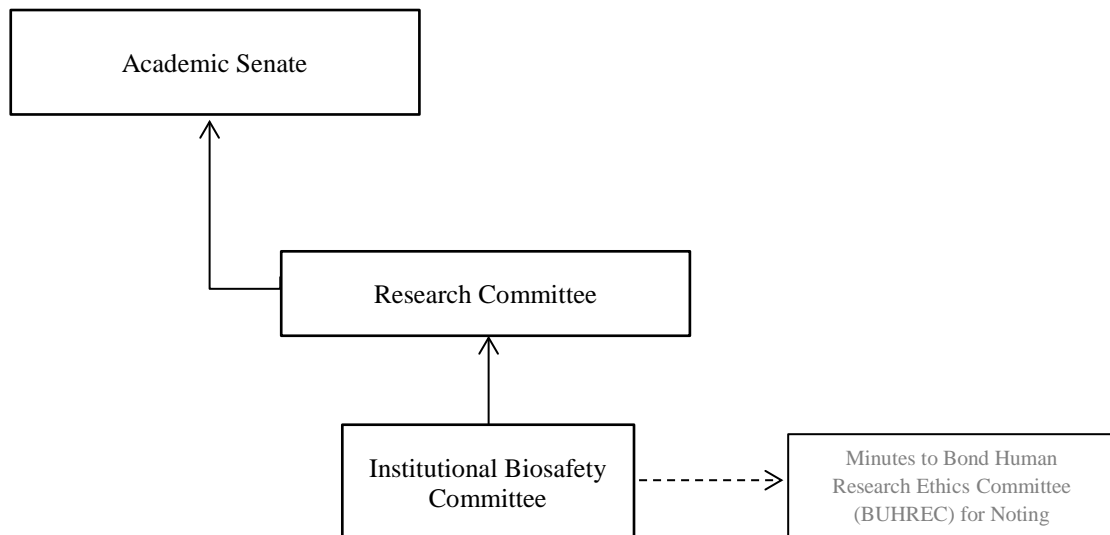 Academic Senate
Research Committee
Institutional Biosafety
Committee
Minutes to Bond Human
Research Ethics Committee
(BUHREC) for Noting